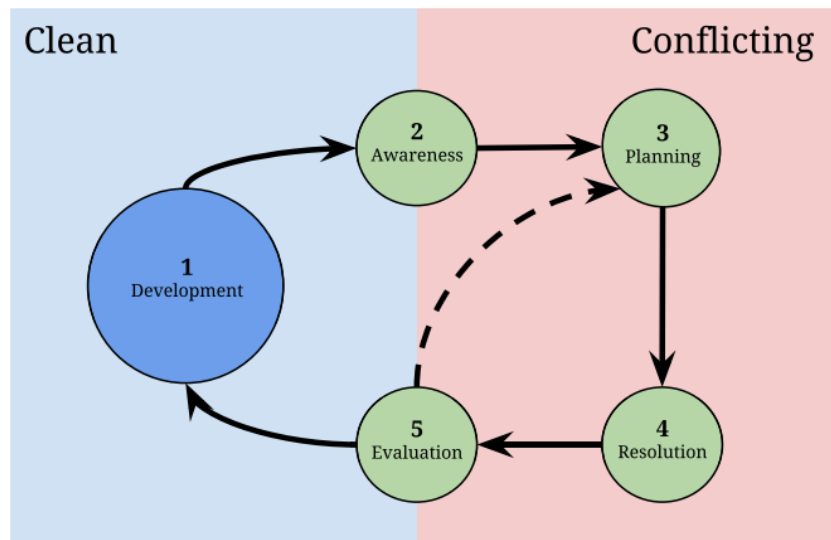 Clean
Conflicting
2
Awareness
3
Planning
1
Development
5
Evaluation
4
Resolution